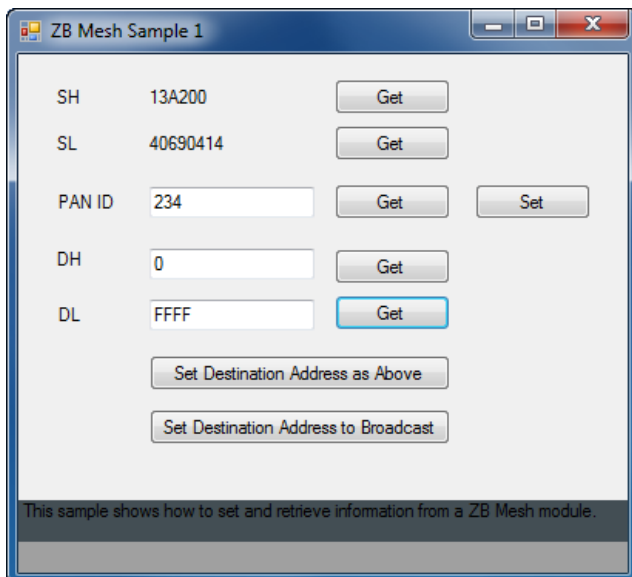 ZB Mesh Sample 1
SH 13A200 Get
SL 40690414 Get
PAN ID 234 Get Set
DH 0 Get
DL FFFF Get
Set Destination Address as Above
Set Destination Address to Broadcast
This sample shows how to set and retrieve information from a ZB Mesh module.